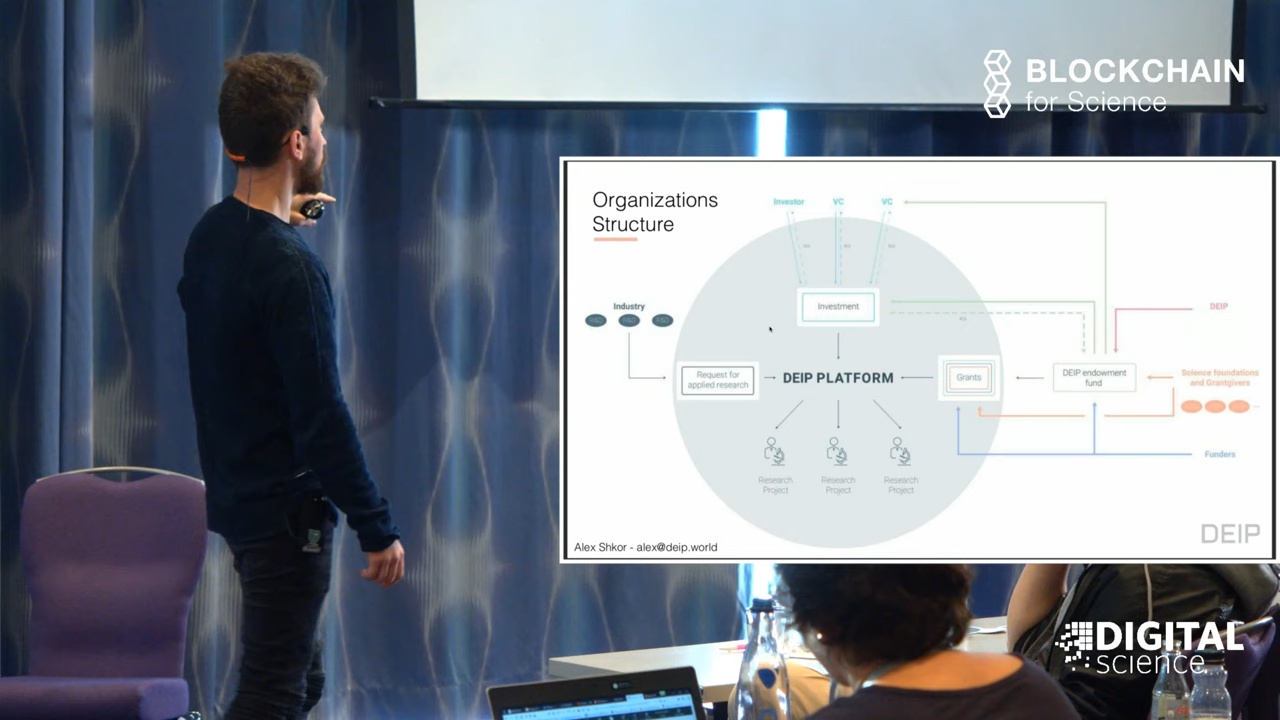 BLOCKCHAIN
for Science
Organizations
Structure
Investor
VC
VC
Industry
Investment
DEIP
Request for
applied research
DEIP PLATFORM
Grants
DEIP endowment
fund
Science foundations
and Grantgivers
Research
Project
Research
Project
Research
Project
Funders
DEIP
Alex Shkor - alex@deip.world
DIGITAL
science